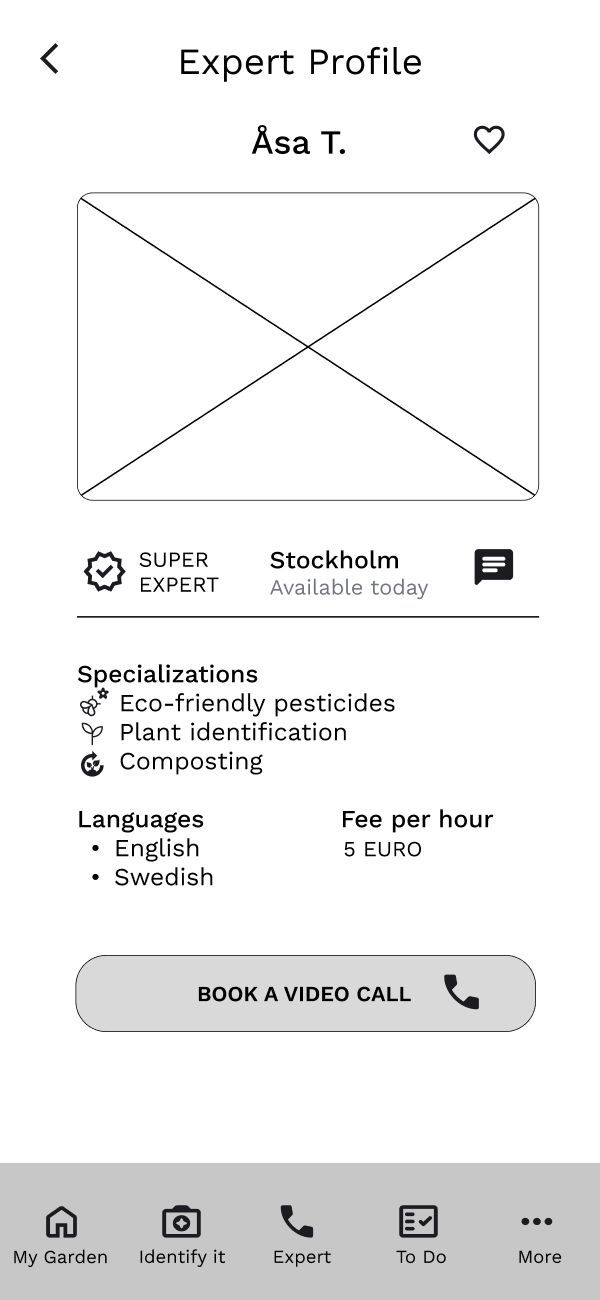 Expert Profile
Åsa T.
SUPER
EXPERT
Stockholm
Available today
Specializations
Eco-friendly pesticides
Plant identification
Composting
Languages
• English
• Swedish
Fee per hour
5 EURO
BOOK A VIDEO CALL
My Garden
Identify it
Expert
To Do
More